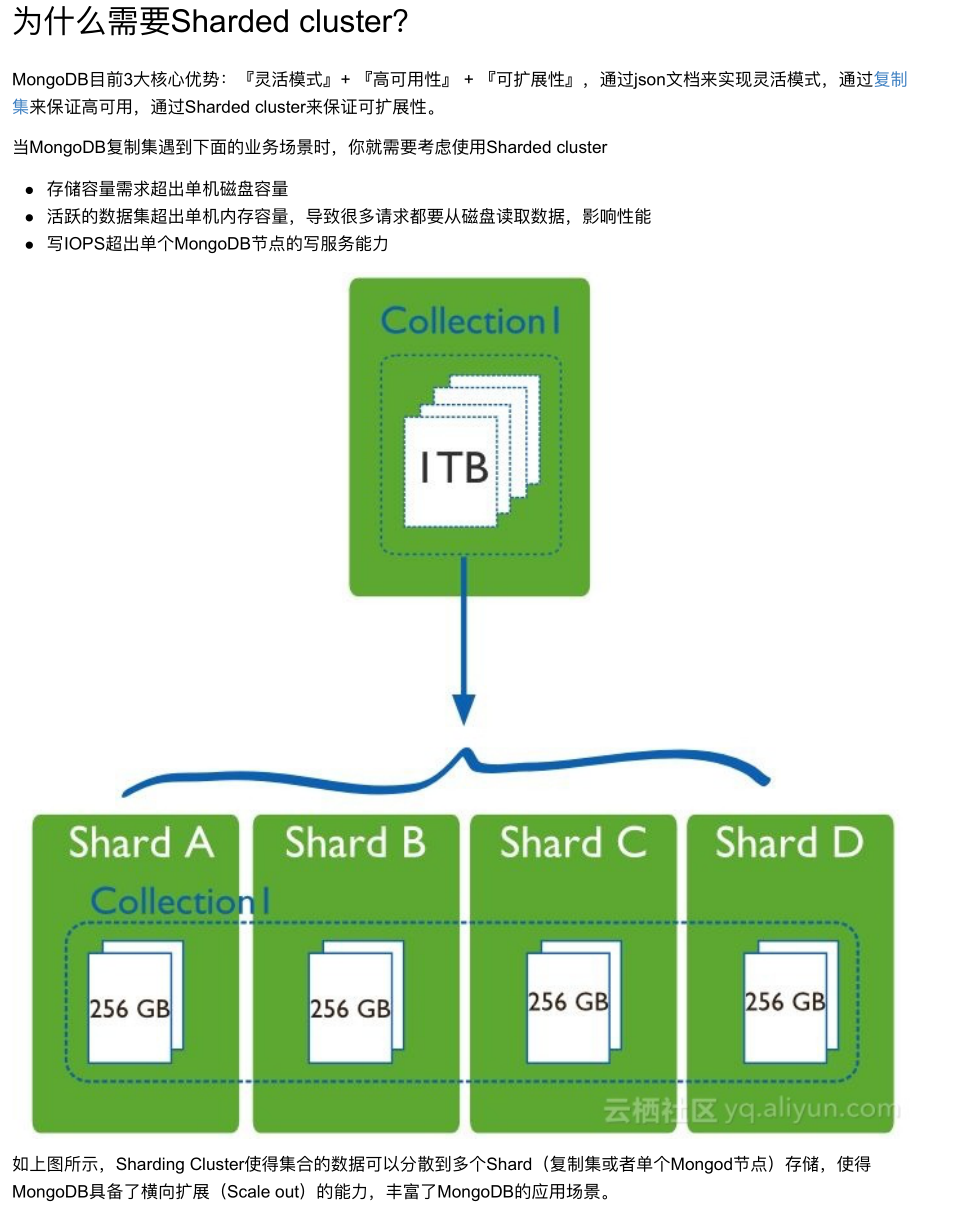 为什么需要Sharded cluster?
MongoDB目前3大核心优势：『灵活模式』+ 『高可用性』 + 『可扩展性』，通过json文档来实现灵活模式，通过复制
集来保证高可用，通过Sharded cluster来保证可扩展性。
当MongoDB复制集遇到下面的业务场景时，你就需要考虑使用Sharded cluster
● 存储容量需求超出单机磁盘容量
● 活跃的数据集超出单机内存容量，导致很多请求都要从磁盘读取数据，影响性能
● 写IOPS超出单个MongoDB节点的写服务能力
Collection1
1TB
Shard A Shard B Shard C Shard D
Collection1
256 GB 256 GB 256 GB 256 GB
云栖社区 yq.aliyun.com
如上图所示，Sharding Cluster使得集合的数据可以分散到多个Shard（复制集或者单个Mongod节点）存储，使得
MongoDB具备了横向扩展（Scale out）的能力，丰富了MongoDB的应用场景。